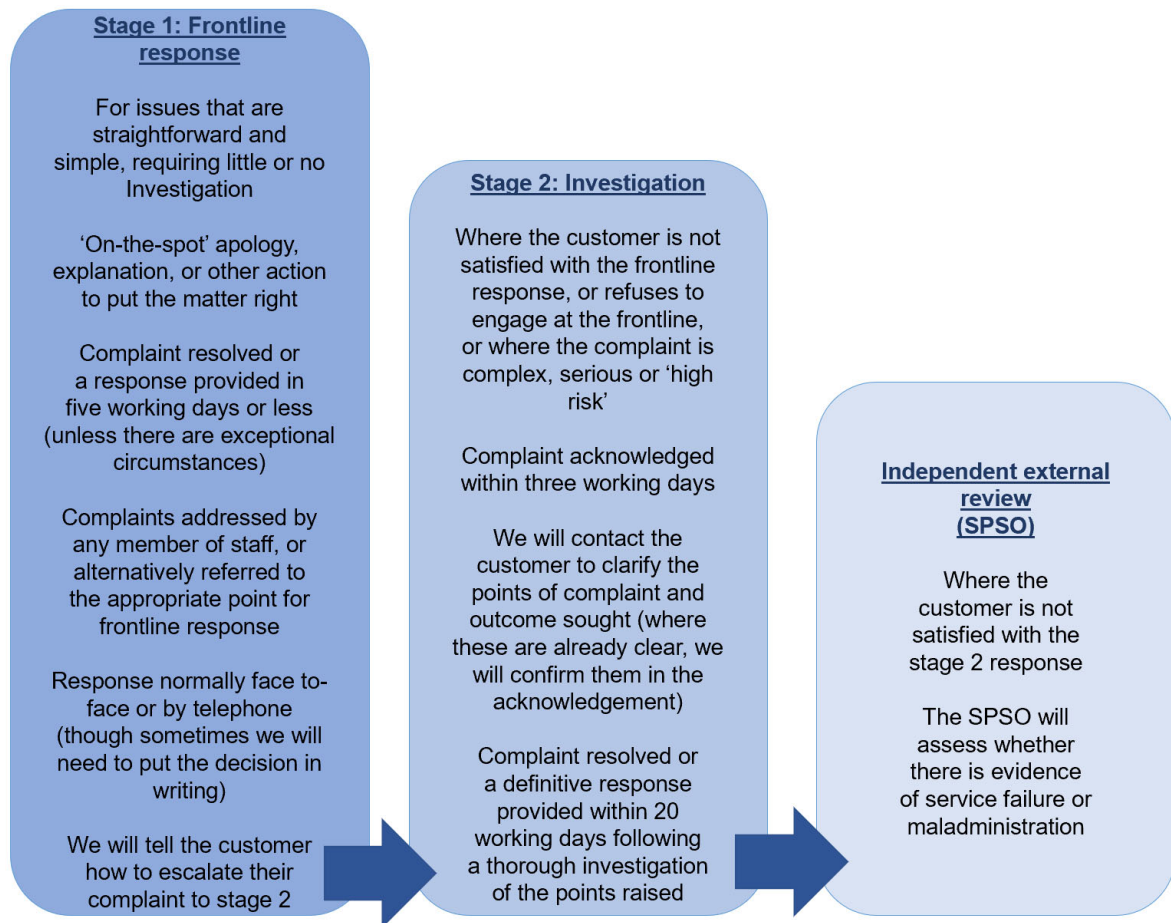 Stage 1: Frontline
response
For issues that are
straightforward and
simple, requiring little or no
Investigation
‘On-the-spot’ apology,
explanation, or other action
to put the matter right
Complaint resolved or
a response provided in
five working days or less
(unless there are exceptional
circumstances)
Complaints addressed by
any member of staff, or
alternatively referred to
the appropriate point for
frontline response
Response normally face to-
face or by telephone
(though sometimes we will
need to put the decision in
writing)
We will tell the customer
how to escalate their
complaint to stage 2
Stage 2: Investigation
Where the customer is not
satisfied with the frontline
response, or refuses to
engage at the frontline,
or where the complaint is
complex, serious or ‘high
risk’
Complaint acknowledged
within three working days
We will contact the
customer to clarify the
points of complaint and
outcome sought (where
these are already clear, we
will confirm them in the
acknowledgement)
Complaint resolved or
a definitive response
provided within 20
working days following
a thorough investigation
of the points raised
Independent external
review
(SPSO)
Where the
customer is not
satisfied with the
stage 2 response
The SPSO will
assess whether
there is evidence
of service failure or
maladministration